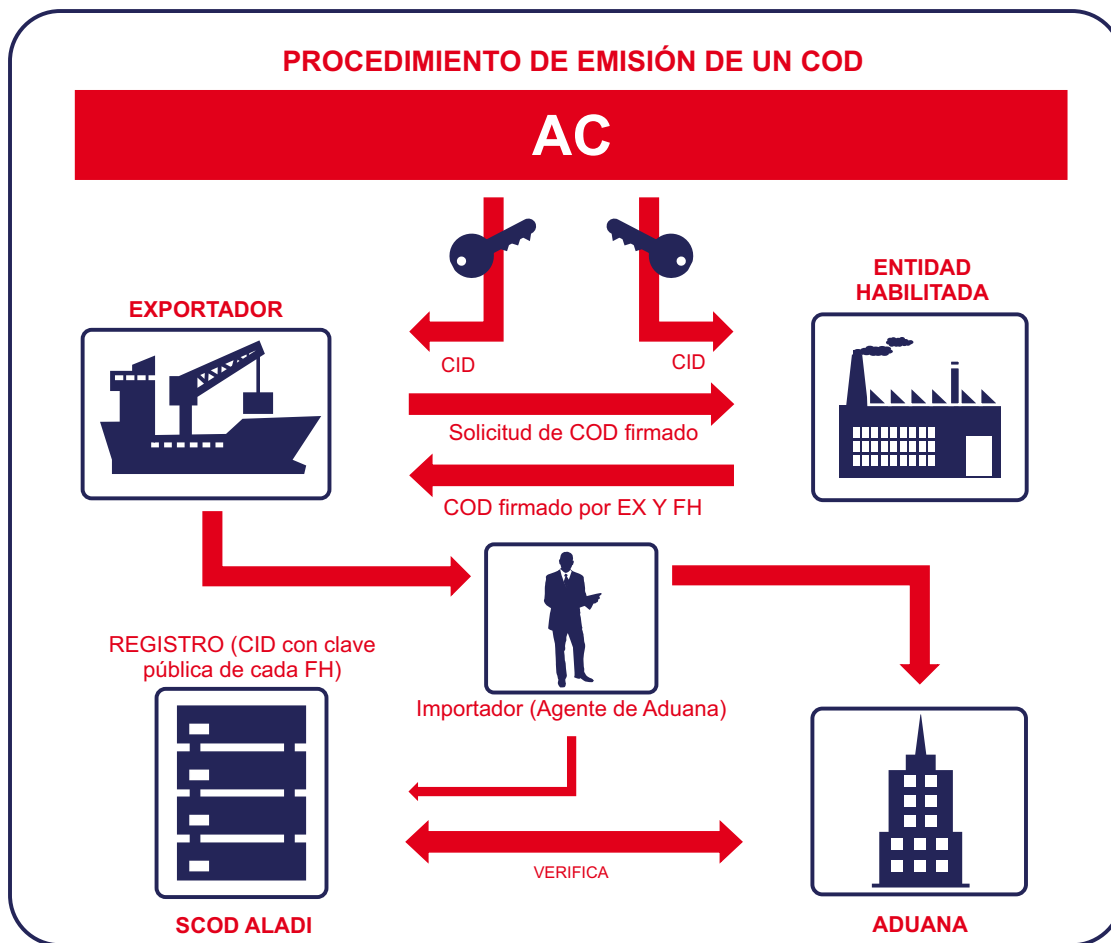 PROCEDIMIENTO DE EMISIÓN DE UN COD
AC
EXPORTADOR
ENTIDAD
HABILITADA
CID
CID
Solicitud de COD firmado
COD firmado por EX Y FH
REGISTRO (CID con clave
pública de cada FH)
Importador (Agente de Aduana)
VERIFICA
SCOD ALADI
ADUANA